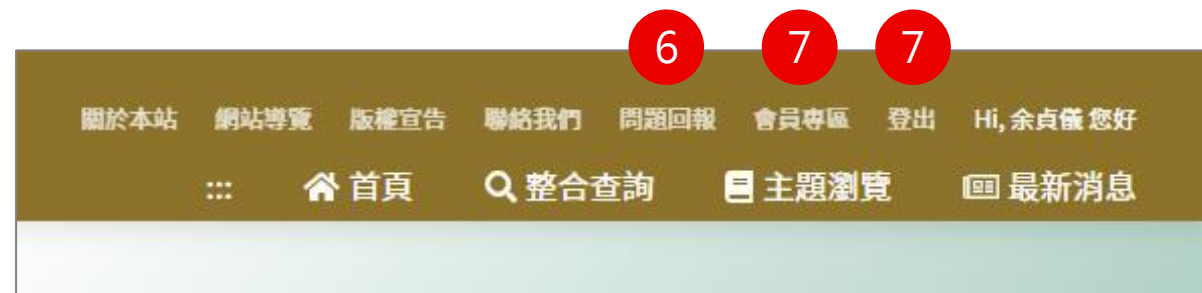 6 7 7
關於本站 網站導覽 版權宣告 聯絡我們 問題回報 會員專區 登出 Hi, 余貞儀 您好
::: 首頁 整合查詢 主題瀏覽 最新消息